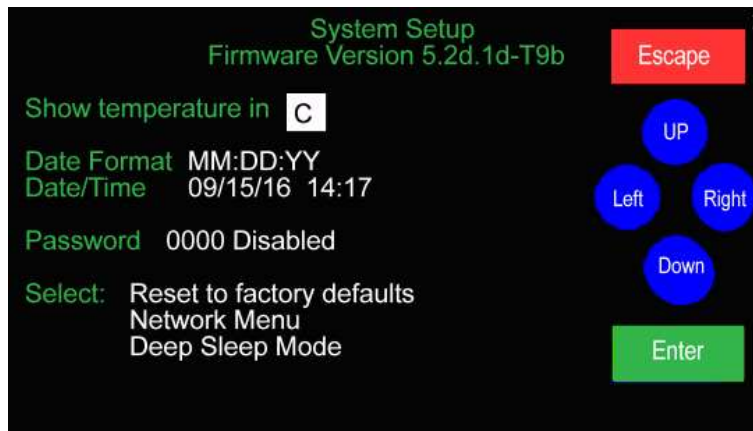 System Setup
Firmware Version 5.2d.1d-T9b
Escape
Show temperature in C
UP
Date Format MM:DD:YY
Date/Time 09/15/16 14:17
Left
Right
Password 0000 Disabled
Down
Select: Reset to factory defaults
Network Menu
Deep Sleep Mode
Enter